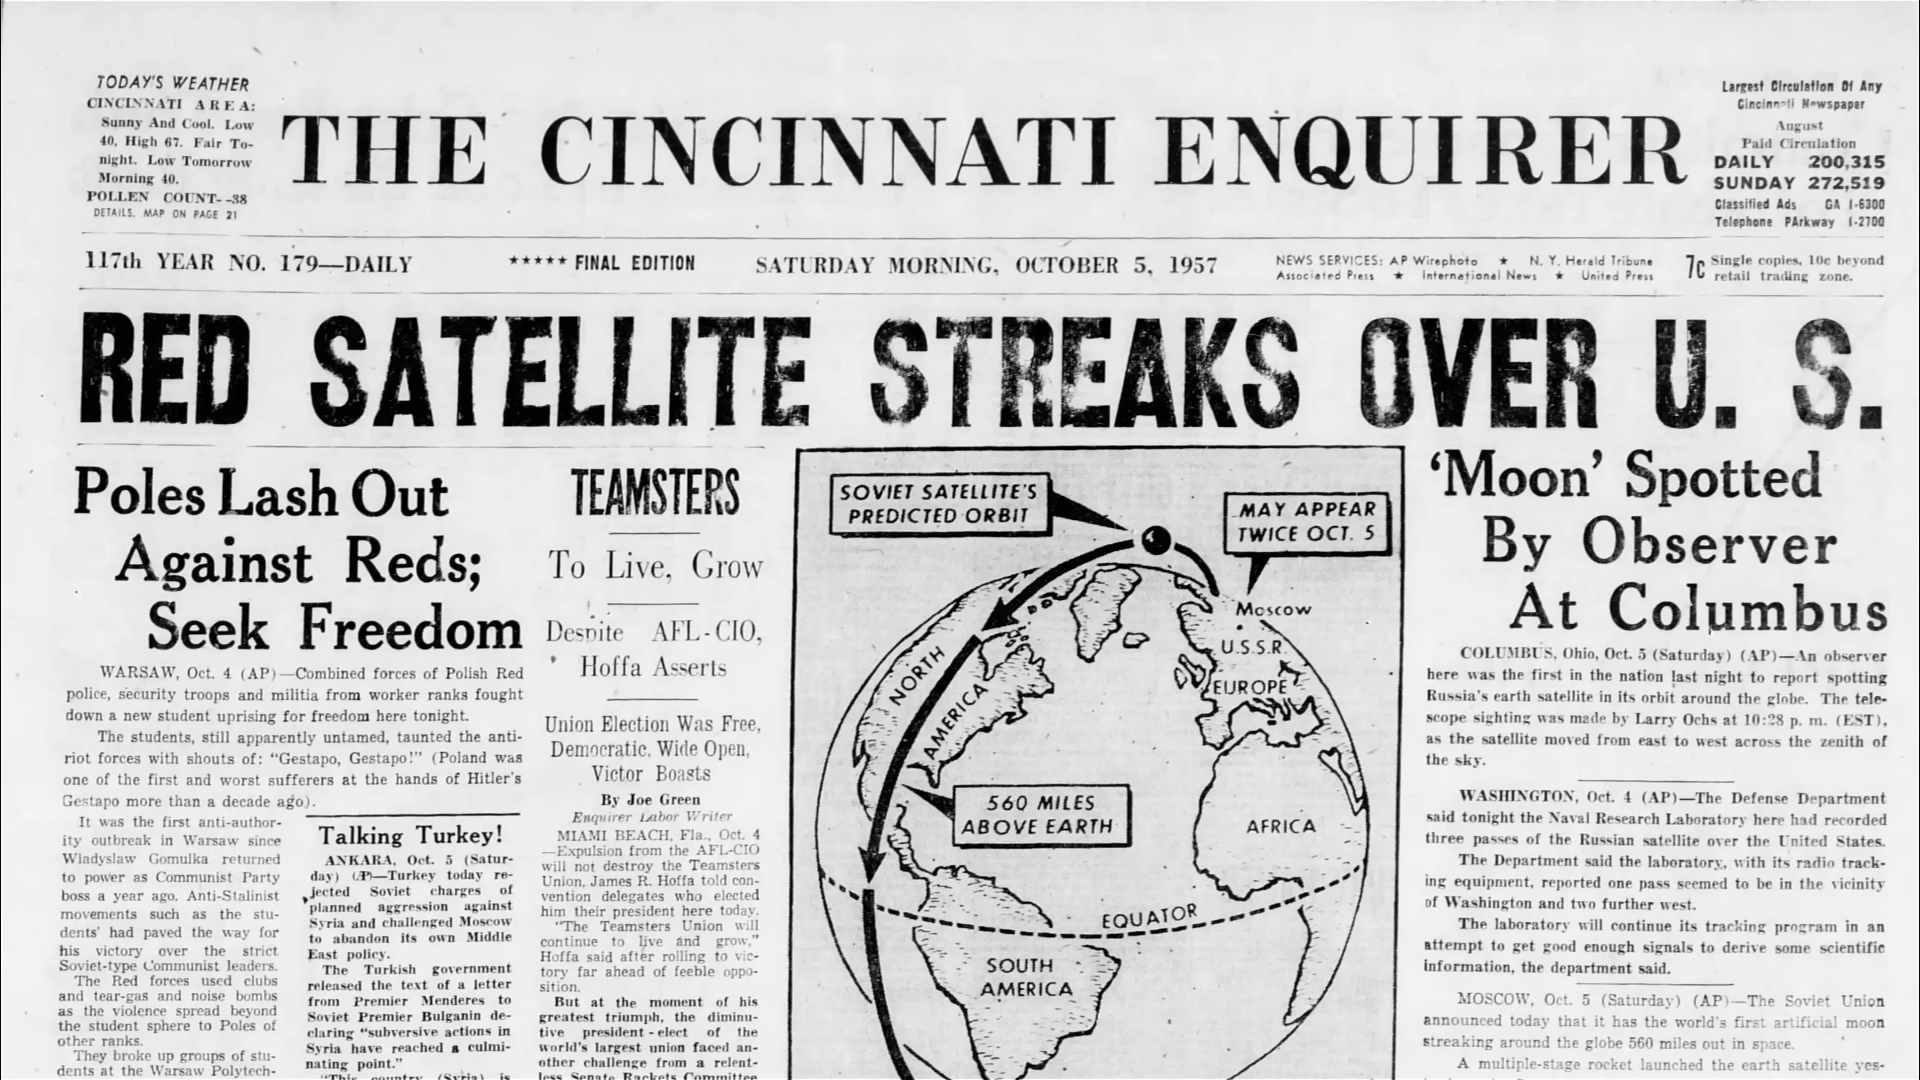 TODAY'S WEATHER
CINCINNATI AREA:
Sunny And Cool. Low
40, High 67. Fair To-
night. Low Tomorrow
Morning 40.
POLLEN COUNT--38
DETAILS, MAP ON PAGE 21
THE CINCINNATI ENQUIRER
Largest Circulation Of Any
Cincinnati Newspaper
August
Paid Circulation
DAILY 200,315
SUNDAY 272,519
Classified Ads GA 1-6300
Telephone PArkway 1-2700
117th YEAR NO. 179—DAILY
★★★★★ FINAL EDITION
SATURDAY MORNING, OCTOBER 5, 1957
NEWS SERVICES: AP Wirephoto ★ N. Y. Herald Tribune
Associated Press ★ International News ★ United Press
7c Single copies, 10c beyond
retail trading zone.
RED SATELLITE STREAKS OVER U. S.
Poles Lash Out
Against Reds;
Seek Freedom
WARSAW, Oct. 4 (AP)—Combined forces of Polish Red
police, security troops and militia from worker ranks fought
down a new student uprising for freedom here tonight.
The students, still apparently untamed, taunted the anti-
riot forces with shouts of: "Gestapo, Gestapo!" (Poland was
one of the first and worst sufferers at the hands of Hitler's
Gestapo more than a decade ago).
It was the first anti-author-
ity outbreak in Warsaw since
Wladyslaw Gomulka returned
to power as Communist Party
boss a year ago. Anti-Stalinist
movements such as the stu-
dents' had paved the way for
his victory over the strict
Soviet-type Communist leaders.
The Red forces used clubs
and tear-gas and noise bombs
as the violence spread beyond
the student sphere to Poles of
other ranks.
They broke up groups of stu-
dents at the Warsaw Polytech-
Talking Turkey!
ANKARA, Oct. 5 (Satur-
day) (AP)—Turkey today re-
jected Soviet charges of
planned aggression against
Syria and challenged Moscow
to abandon its own Middle
East policy.
The Turkish government
released the text of a letter
from Premier Menderes to
Soviet Premier Bulganin de-
claring "subversive actions in
Syria have reached a culmi-
nating point."
"This country (Syria) is
TEAMSTERS
To Live, Grow
Despite AFL-CIO,
Hoffa Asserts
Union Election Was Free,
Democratic, Wide Open,
Victor Boasts
By Joe Green
Enquirer Labor Writer
MIAMI BEACH, Fla., Oct. 4
—Expulsion from the AFL-CIO
will not destroy the Teamsters
Union, James R. Hoffa told con-
vention delegates who elected
him their president here today.
"The Teamsters Union will
continue to live and grow,"
Hoffa said after rolling to vic-
tory far ahead of feeble oppo-
sition.
But at the moment of his
greatest triumph, the diminu-
tive president-elect of the
world's largest union faced an-
other challenge from a relent-
less Senate Rackets Committee
SOVIET SATELLITE'S
PREDICTED ORBIT
MAY APPEAR
TWICE OCT. 5
Moscow
U.S.S.R.
EUROPE
NORTH
AMERICA
560 MILES
ABOVE EARTH
AFRICA
EQUATOR
SOUTH
AMERICA
'Moon' Spotted
By Observer
At Columbus
COLUMBUS, Ohio, Oct. 5 (Saturday) (AP)—An observer
here was the first in the nation last night to report spotting
Russia's earth satellite in its orbit around the globe. The tele-
scope sighting was made by Larry Ochs at 10:28 p. m. (EST),
as the satellite moved from east to west across the zenith of
the sky.
WASHINGTON, Oct. 4 (AP)—The Defense Department
said tonight the Naval Research Laboratory here had recorded
three passes of the Russian satellite over the United States.
The Department said the laboratory, with its radio track-
ing equipment, reported one pass seemed to be in the vicinity
of Washington and two further west.
The laboratory will continue its tracking program in an
attempt to get good enough signals to derive some scientific
information, the department said.
MOSCOW, Oct. 5 (Saturday) (AP)—The Soviet Union
announced today that it has the world's first artificial moon
streaking around the globe 560 miles out in space.
A multiple-stage rocket launched the earth satellite yes-